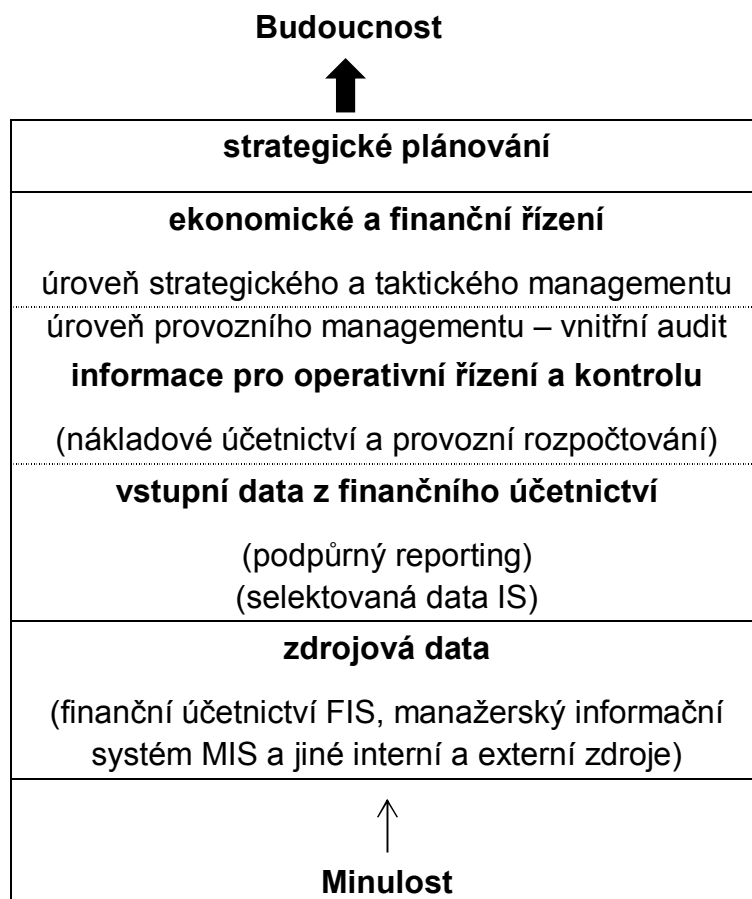 Budoucnost
strategické plánování
ekonomické a finanční řízení
úroveň strategického a taktického managementu
úroveň provozního managementu – vnitřní audit
informace pro operativní řízení a kontrolu
(nákladové účetnictví a provozní rozpočtování)
vstupní data z finančního účetnictví
(podpůrný reporting)
(selektovaná data IS)
zdrojová data
(finanční účetnictví FIS, manažerský informační
systém MIS a jiné interní a externí zdroje)
Minulost